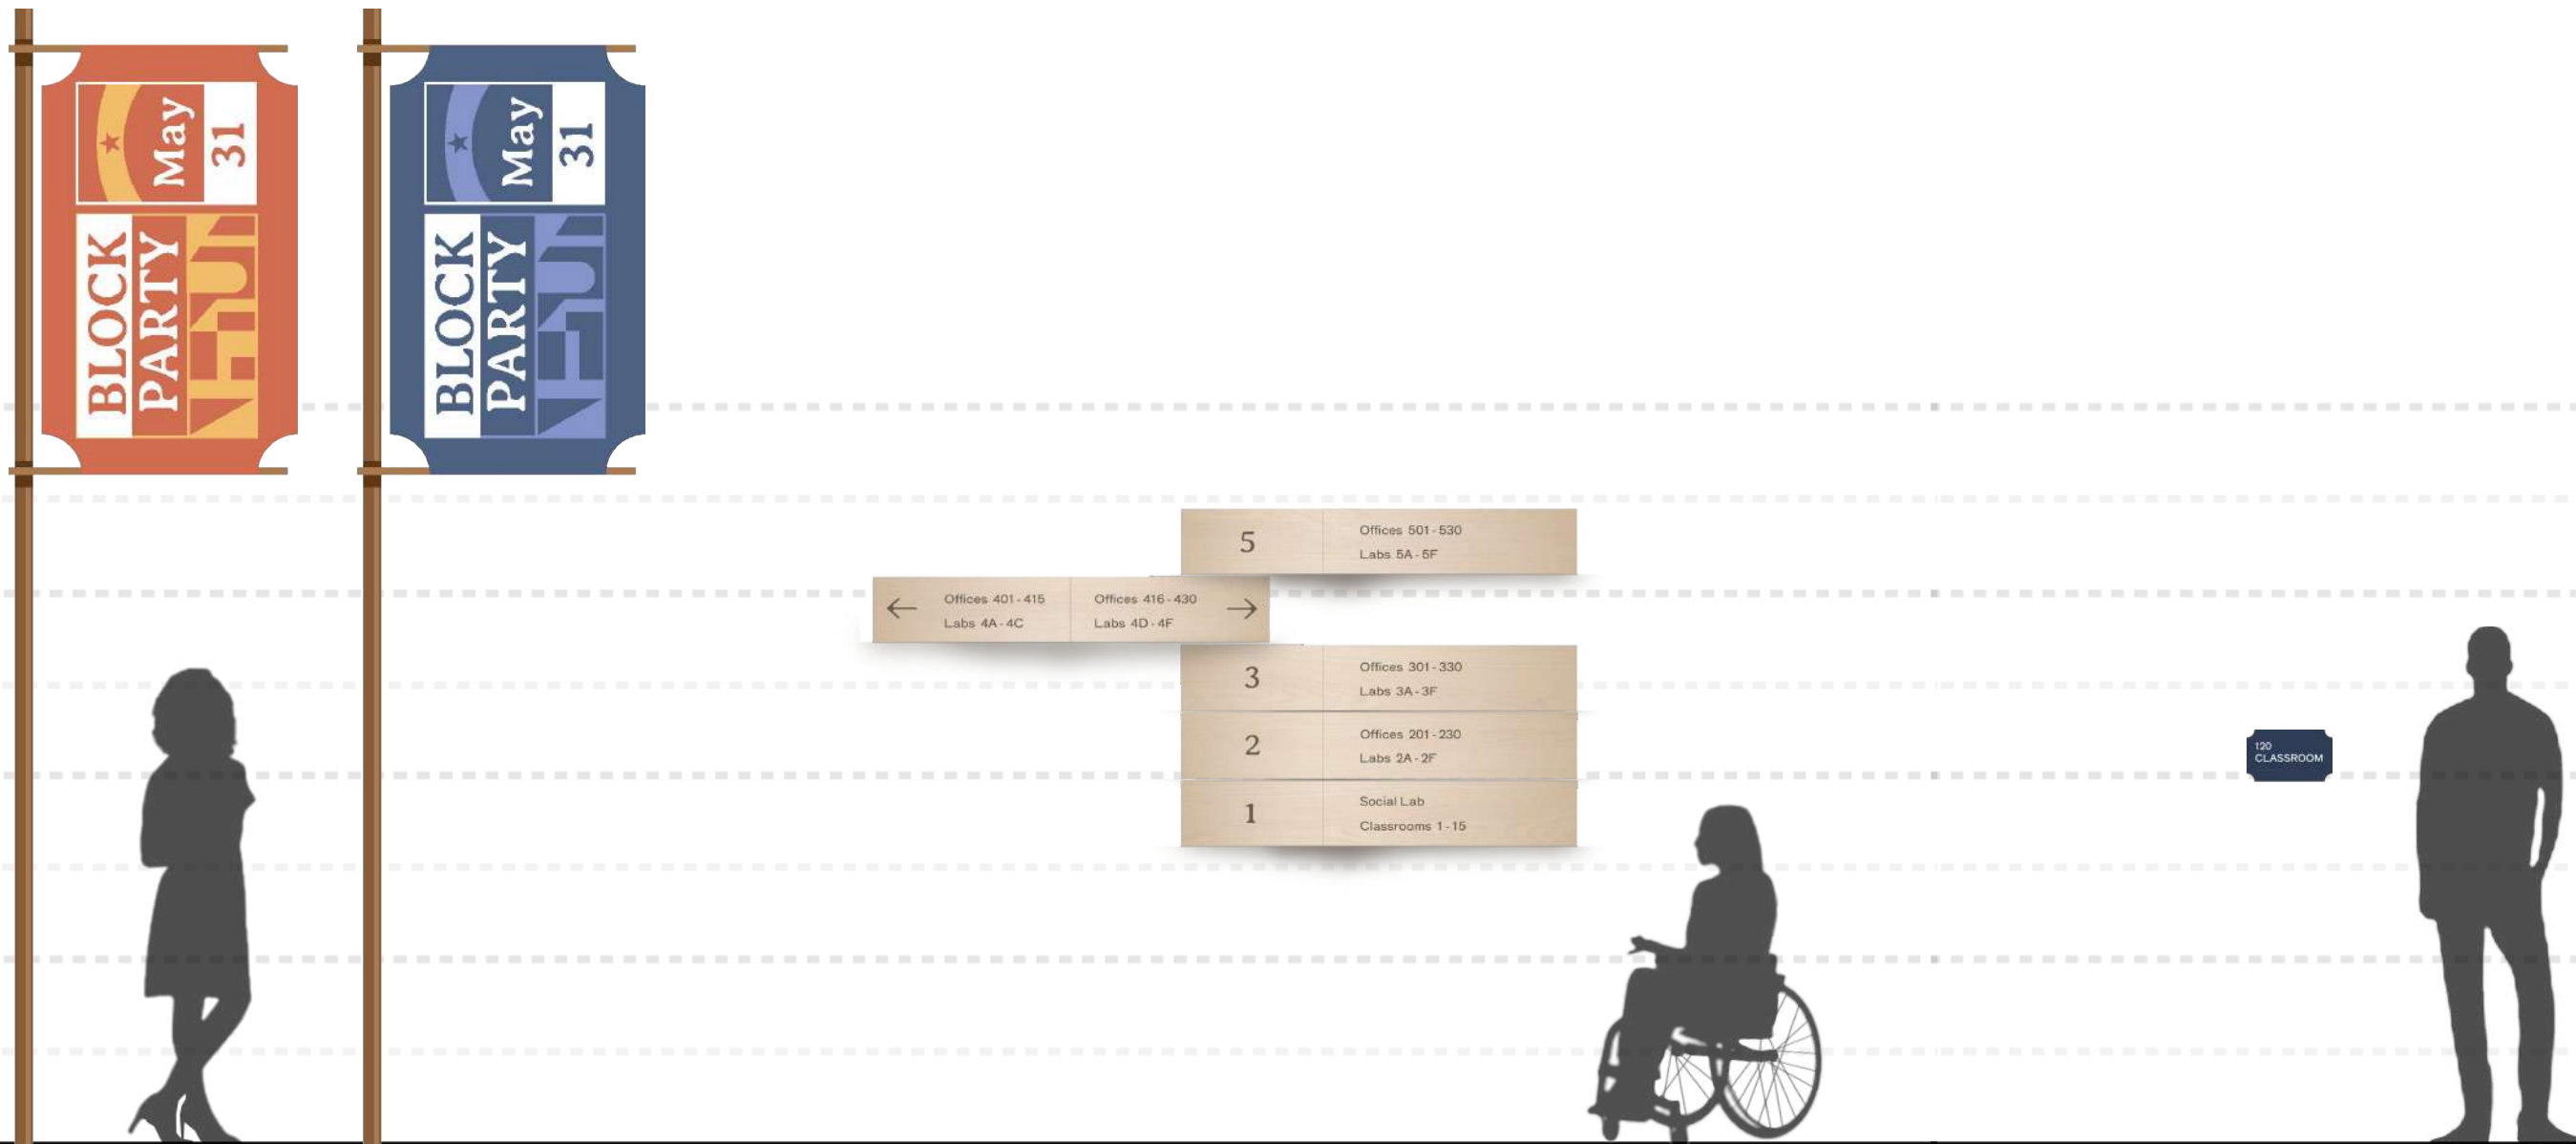 BLOCK
PARTY
May
31
BLOCK
PARTY
May
31
5
Offices 501 - 530
Labs 5A - 5F
← Offices 401 - 415
Labs 4A - 4C
Offices 416 - 430 →
Labs 4D - 4F
3
Offices 301 - 330
Labs 3A - 3F
2
Offices 201 - 230
Labs 2A - 2F
1
Social Lab
Classrooms 1 - 15
120
CLASSROOM